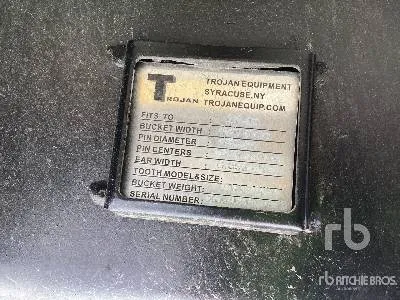 T
TROJAN
TROJAN EQUIPMENT
SYRACUSE, NY
TROJANEQUIP.COM
FITS TO :
BUCKET WIDTH :
PIN DIAMETER :
PIN CENTERS :
EAR WIDTH :
TOOTH MODEL&SIZE:
BUCKET WEIGHT:
SERIAL NUMBER:
rb
rb RITCHIE BROS.